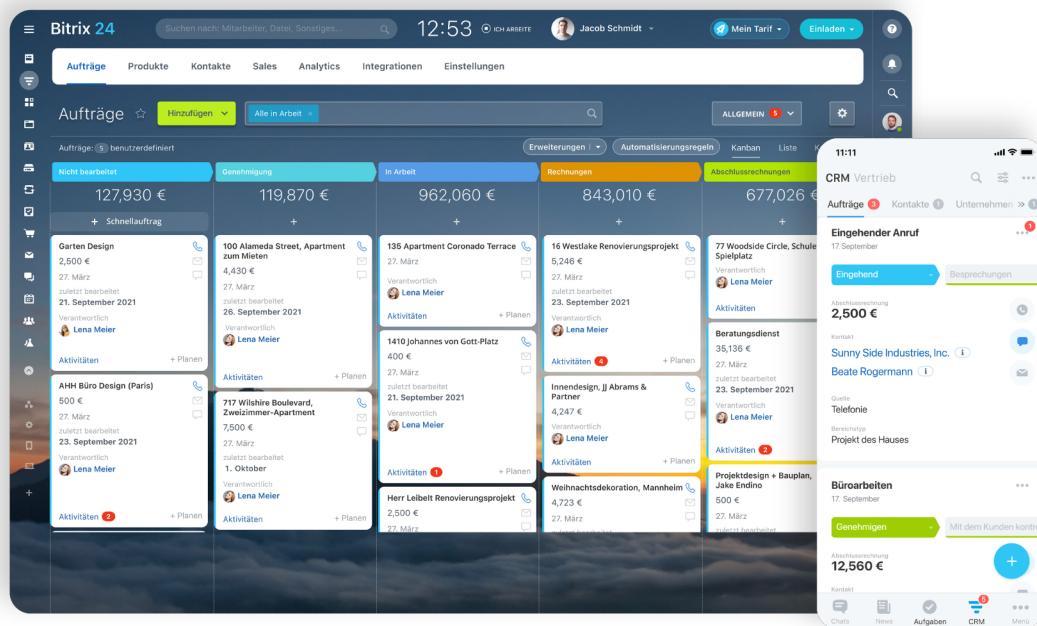 Bitrix 24
Suchen nach: Mitarbeiter, Datei, Sonstiges...
12:53
ICH ARBEITE
Jacob Schmidt
Mein Tarif
Einladen
Aufträge Produkte Kontakte Sales Analytics Integrationen Einstellungen
Aufträge
Hinzufügen
Alle in Arbeit ×
ALLGEMEIN 5
Aufträge: 5 benutzerdefiniert
Erweiterungen
Automatisierungsregeln
Kanban Liste
Nicht bearbeitet
127,930 €
+ Schnellauftrag
Garten Design
2,500 €
27. März
zuletzt bearbeitet
21. September 2021
Verantwortlich
Lena Meier
Aktivitäten + Planen
AHH Büro Design (Paris)
500 €
27. März
zuletzt bearbeitet
23. September 2021
Verantwortlich
Lena Meier
Aktivitäten 2 + Planen
Genehmigung
119,870 €
+
100 Alameda Street, Apartment
zum Mieten
4,430 €
27. März
zuletzt bearbeitet
26. September 2021
Verantwortlich
Lena Meier
Aktivitäten + Planen
717 Wilshire Boulevard,
Zweizimmer-Apartment
7,500 €
27. März
zuletzt bearbeitet
1. Oktober
Verantwortlich
Lena Meier
Aktivitäten + Planen
In Arbeit
962,060 €
+
135 Apartment Coronado Terrace
27. März
Verantwortlich
Lena Meier
Aktivitäten + Planen
1410 Johannes von Gott-Platz
400 €
27. März
zuletzt bearbeitet
21. September 2021
Verantwortlich
Lena Meier
Aktivitäten 1 + Planen
Herr Leibelt Renovierungsprojekt
2,500 €
27. März
Rechnungen
843,010 €
+
16 Westlake Renovierungsprojekt
5,246 €
27. März
zuletzt bearbeitet
23. September 2021
Verantwortlich
Lena Meier
Aktivitäten 4 + Planen
Innendesign, JJ Abrams &
Partner
4,247 €
27. März
Verantwortlich
Lena Meier
Aktivitäten + Planen
Weihnachtsdekoration, Mannheim
4,723 €
27. März
zuletzt bearbeitet
Abschlussrechnungen
677,026 €
+
77 Woodside Circle, Schule
Spielplatz
Verantwortlich
Lena Meier
Aktivitäten
Beratungsdienst
35,136 €
27. März
zuletzt bearbeitet
23. September 2021
Verantwortlich
Lena Meier
Aktivitäten 2
Projektdesign + Bauplan,
Jake Endino
500 €
27. März
zuletzt bearbeitet
11:11
CRM Vertrieb
Aufträge 3 Kontakte 1 Unternehmen » 1
Eingehender Anruf
1
17. September
Eingehend
Besprechungen
Abschlussrechnung
2,500 €
Kontakt
Sunny Side Industries, Inc.
Beate Rogermann
Quelle
Telefonie
Bereichstyp
Projekt des Hauses
Büroarbeiten
17. September
Genehmigen
Mit dem Kunden
Abschlussrechnung
12,560 €
Kontakt
+
Chats News Aufgaben CRM 5 Menü